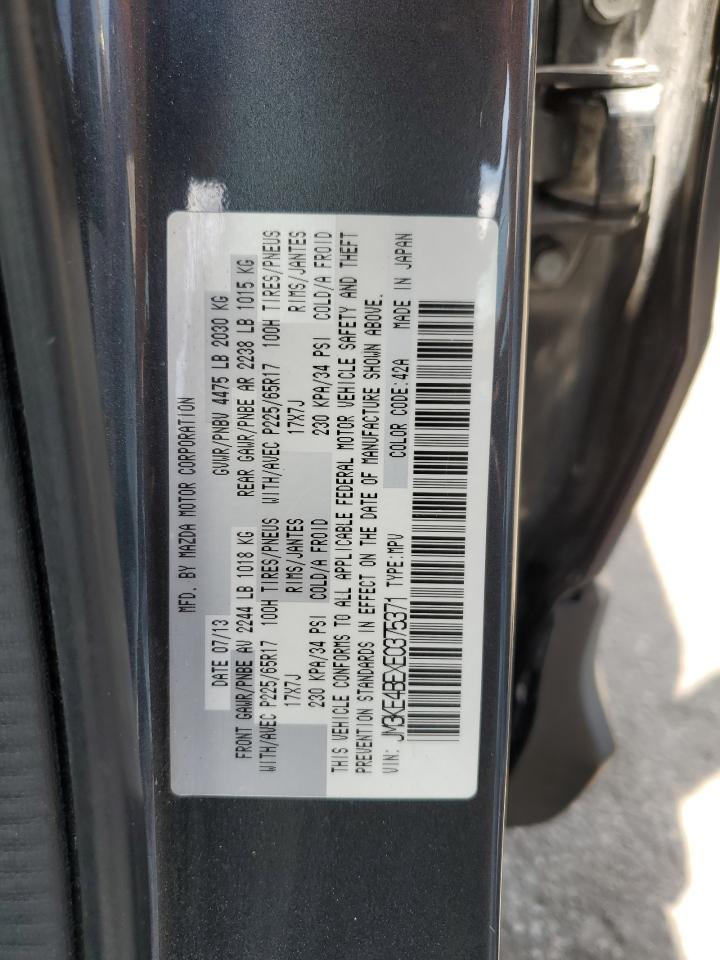 MFD. BY MAZDA MOTOR CORPORATION
DATE 07/13 GVWR/PNBV 4475 LB 2030 KG
FRONT GAWR/PNBE AV 2244 LB 1018 KG REAR GAWR/PNBE AR 2238 LB 1015 KG
WITH/AVEC P225/65R17 100H TIRES/PNEUS WITH/AVEC P225/65R17 100H TIRES/PNEUS
17X7J RIMS/JANTES 17X7J RIMS/JANTES
230 KPA/34 PSI COLD/A FROID 230 KPA/34 PSI COLD/A FROID
THIS VEHICLE CONFORMS TO ALL APPLICABLE FEDERAL MOTOR VEHICLE SAFETY AND THEFT
PREVENTION STANDARDS IN EFFECT ON THE DATE OF MANUFACTURE SHOWN ABOVE.
VIN: JM3KE4BEXE0375371 TYPE:MPV COLOR CODE:42A MADE IN JAPAN